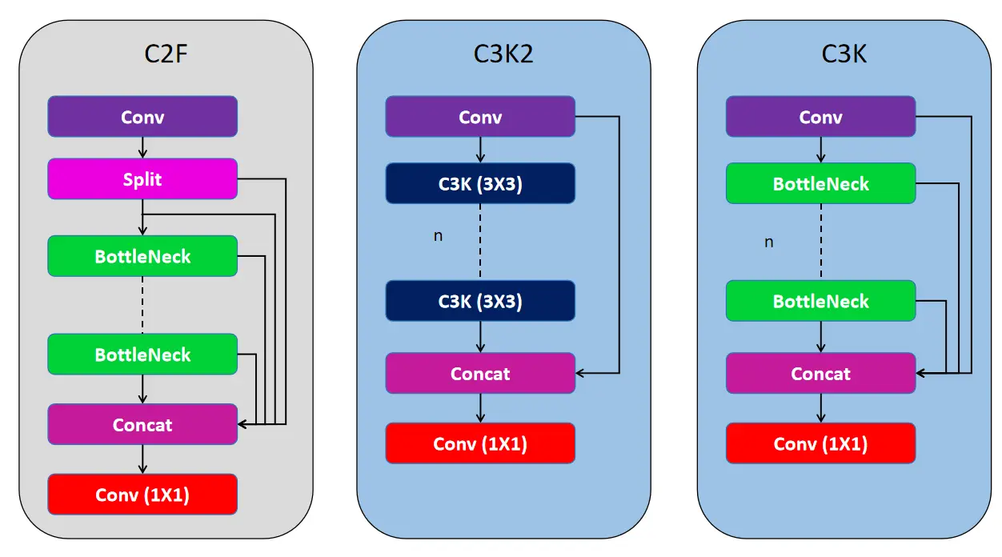 C2F
Conv
Split
BottleNeck
BottleNeck
Concat
Conv (1X1)
C3K2
Conv
C3K (3X3)
n
C3K (3X3)
Concat
Conv (1X1)
C3K
Conv
BottleNeck
n
BottleNeck
Concat
Conv (1X1)